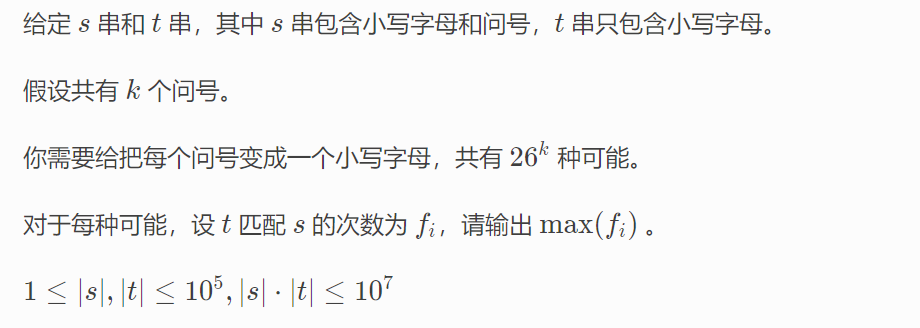 给定 s 串和 t 串，其中 s 串包含小写字母和问号，t 串只包含小写字母。
假设共有 k 个问号。
你需要给把每个问号变成一个小写字母，共有 26^k 种可能。
对于每种可能，设 t 匹配 s 的次数为 f_i，请输出 max(f_i) 。
1 ≤ |s|, |t| ≤ 10^5, |s| · |t| ≤ 10^7